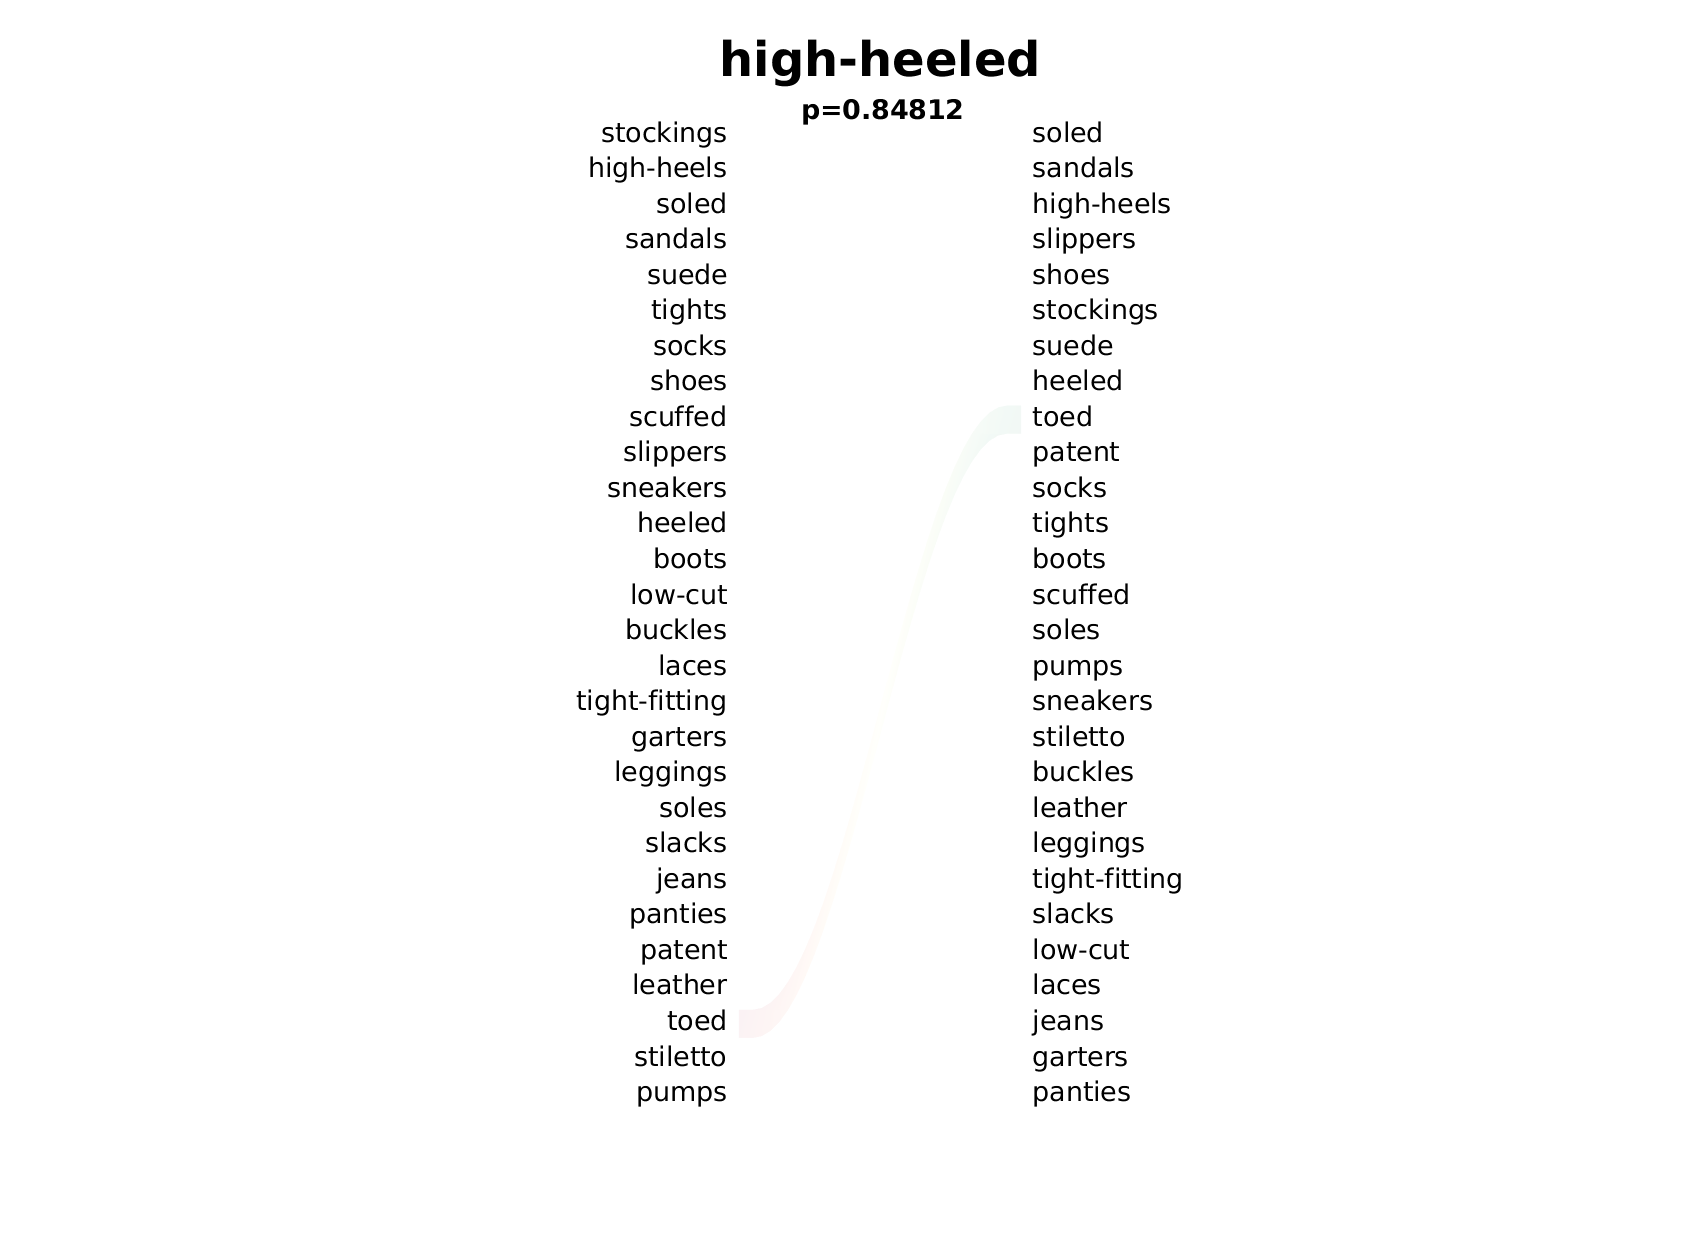 high-heeled
p=0.84812
stockings soled
high-heels sandals
soled high-heels
sandals slippers
suede shoes
tights stockings
socks suede
shoes heeled
scuffed toed
slippers patent
sneakers socks
heeled tights
boots boots
low-cut scuffed
buckles soles
laces pumps
tight-fitting sneakers
garters stiletto
leggings buckles
soles leather
slacks leggings
jeans tight-fitting
panties slacks
patent low-cut
leather laces
toed jeans
stiletto garters
pumps panties